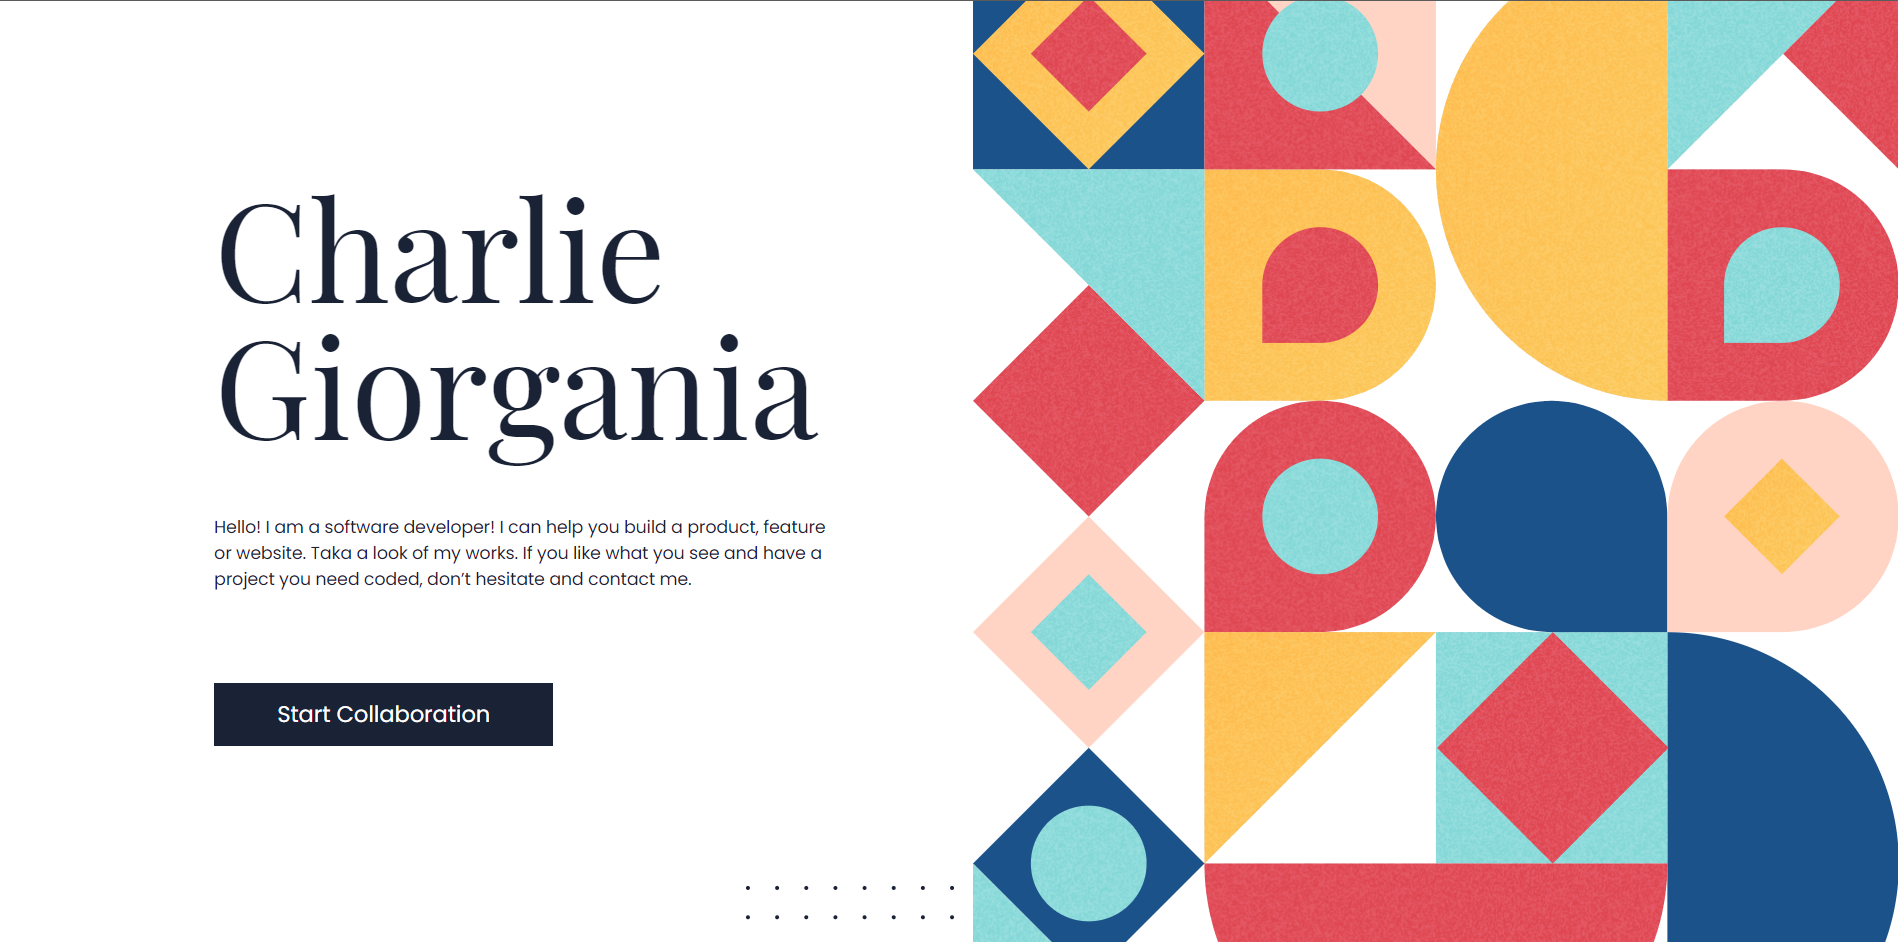 Charlie
Giorgania
Hello! I am a software developer! I can help you build a product, feature
or website. Taka a look of my works. If you like what you see and have a
project you need coded, don’t hesitate and contact me.
Start Collaboration